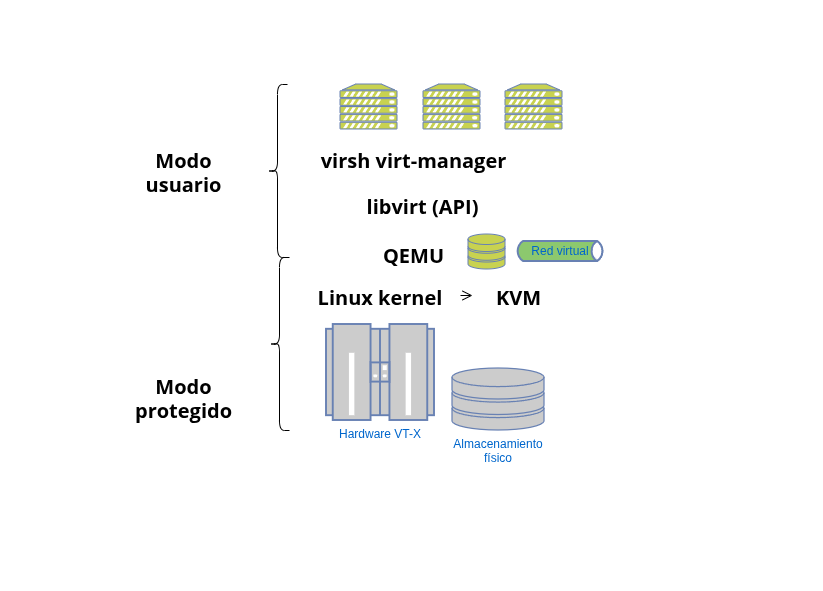 Modo
usuario
virsh virt-manager
libvirt (API)
QEMU
Red virtual
Linux kernel > KVM
Modo
protegido
Hardware VT-X
Almacenamiento
físico